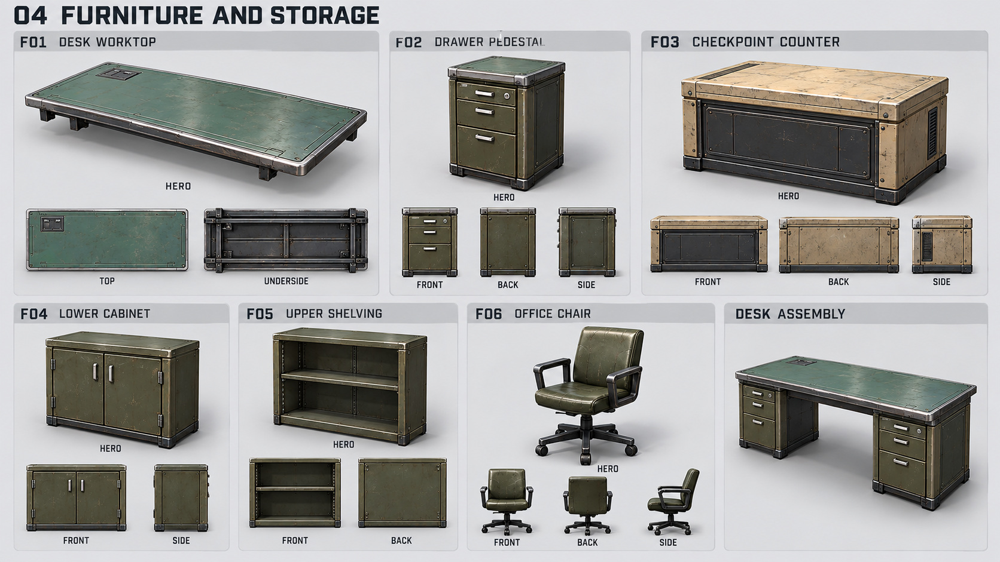 04 FURNITURE AND STORAGE
F01 DESK WORKTOP
HERO
TOP
UNDERSIDE
F02 DRAWER PEDESTAL
HERO
FRONT
BACK
SIDE
F03 CHECKPOINT COUNTER
HERO
FRONT
BACK
SIDE
F04 LOWER CABINET
HERO
FRONT
SIDE
F05 UPPER SHELVING
HERO
FRONT
BACK
F06 OFFICE CHAIR
HERO
FRONT
BACK
SIDE
DESK ASSEMBLY